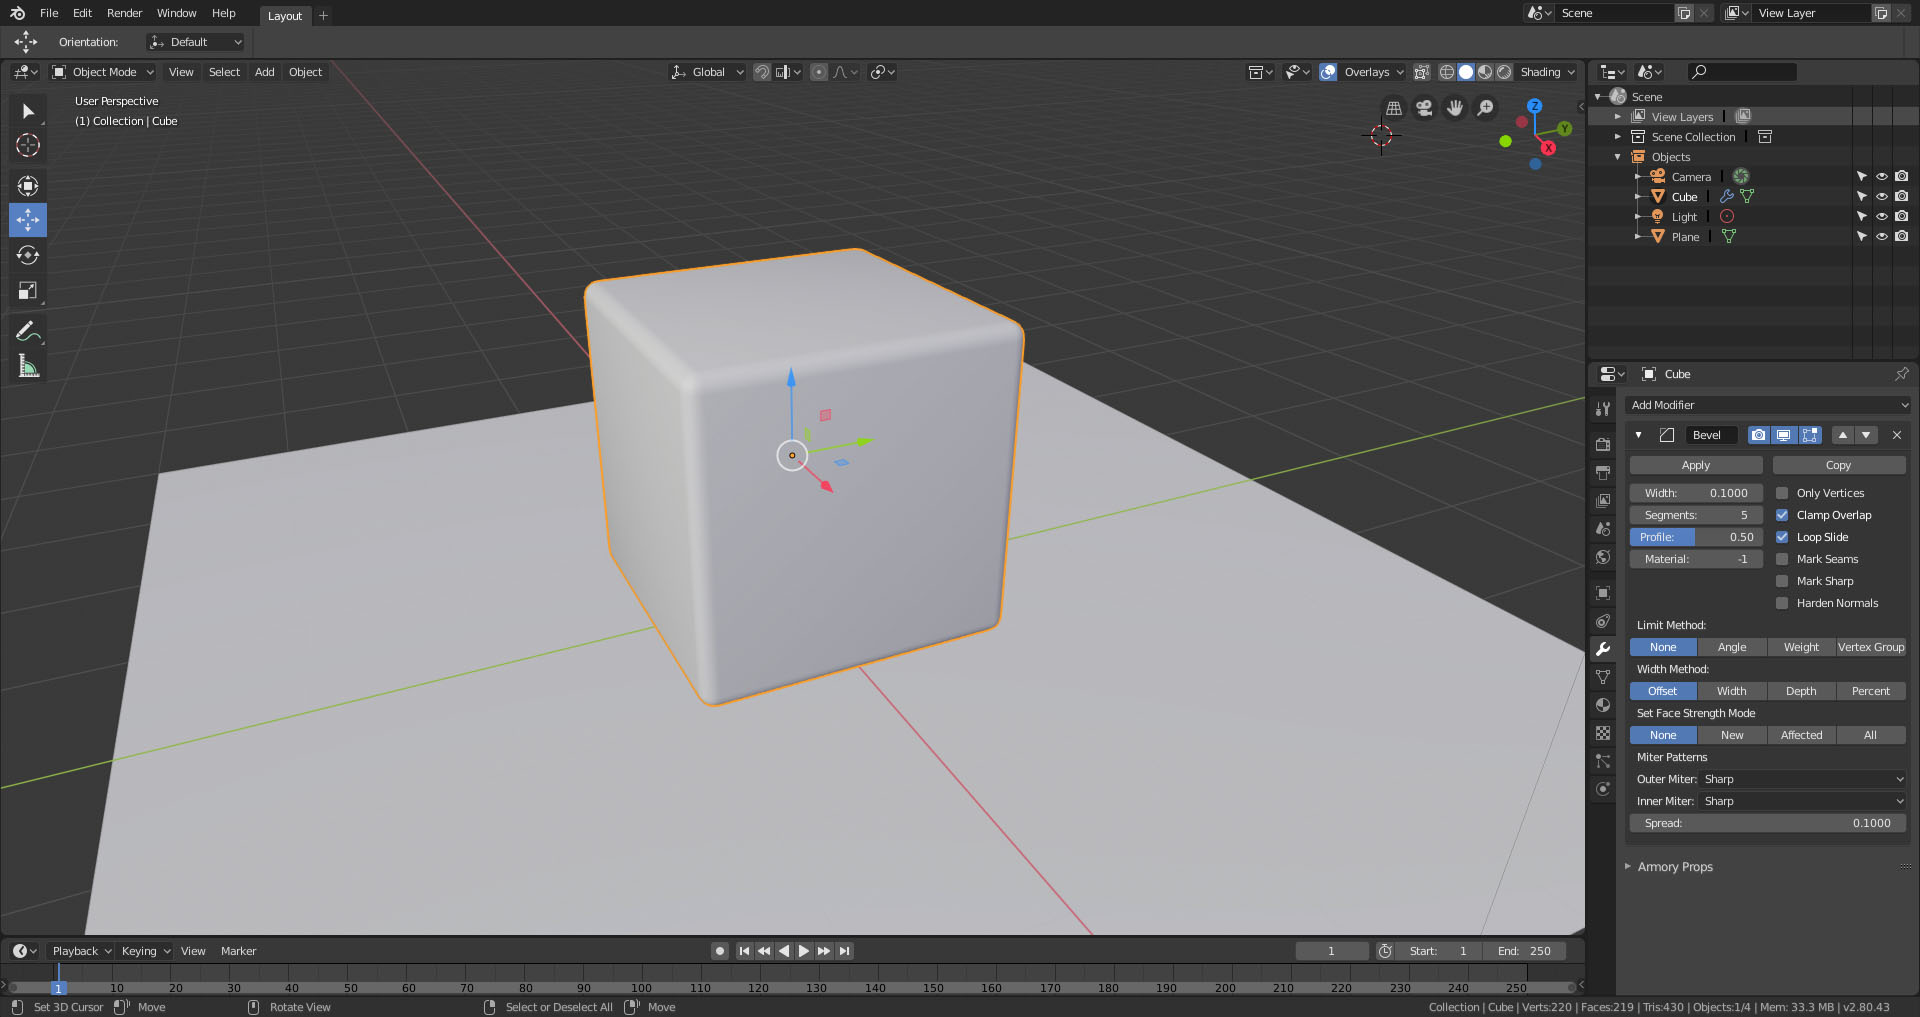 File Edit Render Window Help Layout + Scene View Layer
Orientation: Default
Object Mode View Select Add Object Global Overlays Shading
User Perspective
(1) Collection | Cube
Z
Y
X
Scene
View Layers
Scene Collection
Objects
Camera
Cube
Light
Plane
Cube
Add Modifier
Bevel
Apply Copy
Width: 0.1000 Only Vertices
Segments: 5 Clamp Overlap
Profile: 0.50 Loop Slide
Material: -1 Mark Seams
Mark Sharp
Harden Normals
Limit Method:
None Angle Weight Vertex Group
Width Method:
Offset Width Depth Percent
Set Face Strength Mode
None New Affected All
Miter Patterns
Outer Miter: Sharp
Inner Miter: Sharp
Spread: 0.1000
Armory Props
Playback Keying View Marker 1 Start: 1 End: 250
1 10 20 30 40 50 60 70 80 90 100 110 120 130 140 150 160 170 180 190 200 210 220 230 240 250
Set 3D Cursor Move Rotate View Select or Deselect All Move Collection | Cube | Verts:220 | Faces:219 | Tris:430 | Objects:1/4 | Mem: 33.3 MB | v2.80.43